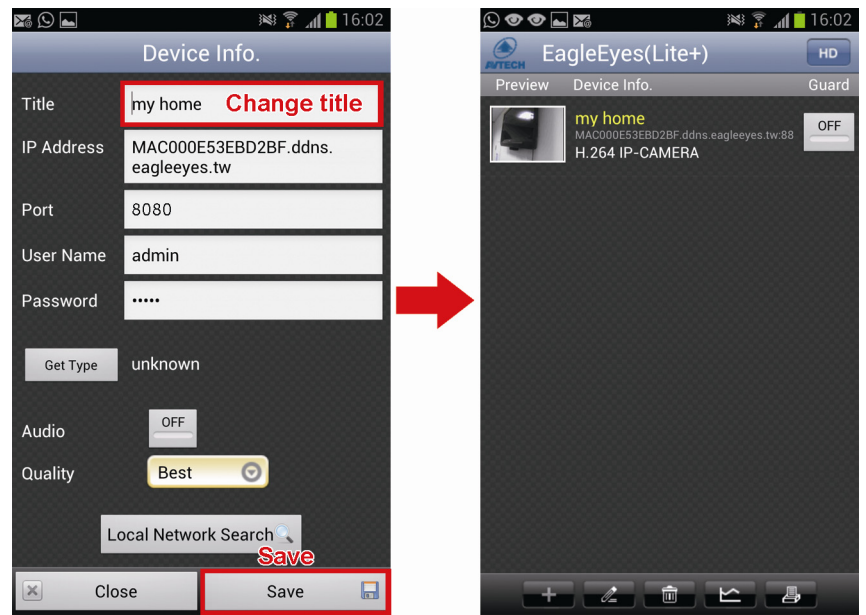 16:02
Device Info.
Title my home Change title
IP Address MAC000E53EBD2BF.ddns.
eagleeyes.tw
Port 8080
User Name admin
Password •••••
Get Type unknown
Audio OFF
Quality Best
Local Network Search
Save
Close Save
16:02
AVTECH EagleEyes(Lite+) HD
Preview Device Info. Guard
my home
MAC000E53EBD2BF.ddns.eagleeyes.tw:88
H.264 IP-CAMERA
OFF